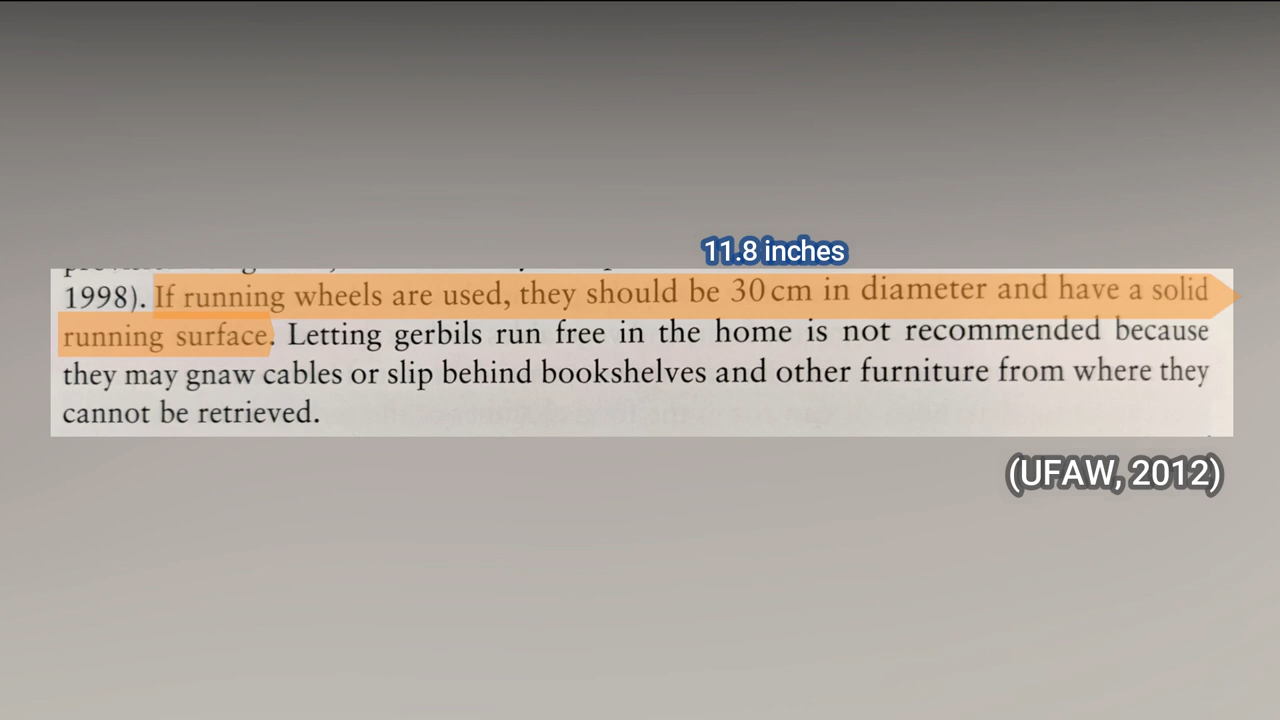 11.8 inches
1998). If running wheels are used, they should be 30 cm in diameter and have a solid
running surface. Letting gerbils run free in the home is not recommended because
they may gnaw cables or slip behind bookshelves and other furniture from where they
cannot be retrieved.
(UFAW, 2012)